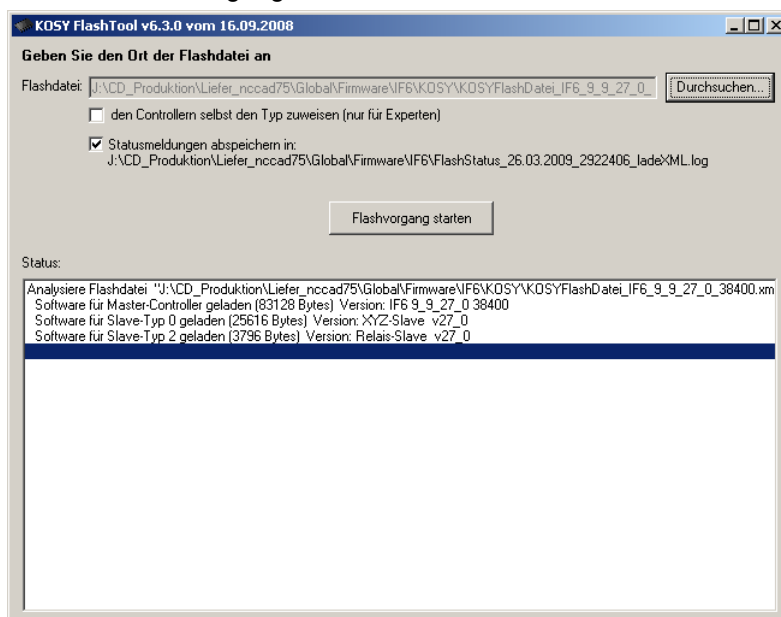 KOSY FlashTool v6.3.0 vom 16.09.2008
Geben Sie den Ort der Flashdatei an
Flashdatei: J:\CD_Produktion\Liefer_nccad75\Global\Firmware\IF6\KOSY\KOSYFlashDatei_IF6_9_9_27_0_ Durchsuchen...
den Controllern selbst den Typ zuweisen (nur für Experten)
Statusmeldungen abspeichern in:
J:\CD_Produktion\Liefer_nccad75\Global\Firmware\IF6\FlashStatus_26.03.2009_2922406_ladeXML.log
Flashvorgang starten
Status:
Analysiere Flashdatei "J:\CD_Produktion\Liefer_nccad75\Global\Firmware\IF6\KOSY\KOSYFlashDatei_IF6_9_9_27_0_38400.xm
Software für Master-Controller geladen (83128 Bytes) Version: IF6 9_9_27_0 38400
Software für Slave-Typ 0 geladen (25616 Bytes) Version: XYZ-Slave v27_0
Software für Slave-Typ 2 geladen (3796 Bytes) Version: Relais-Slave v27_0